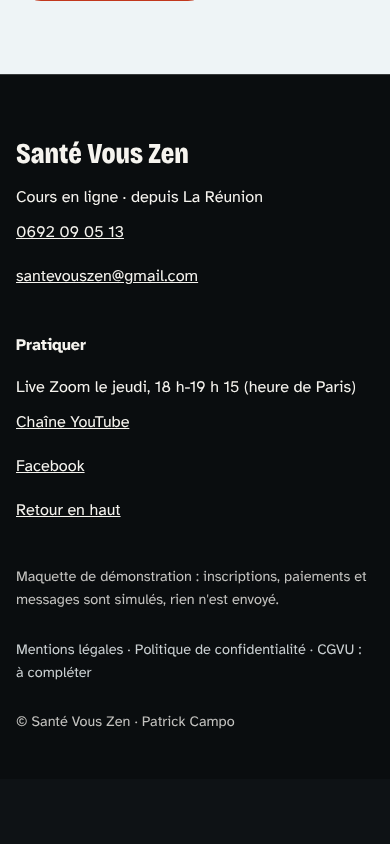 Santé Vous Zen
Cours en ligne · depuis La Réunion
0692 09 05 13
santevouszen@gmail.com
Pratiquer
Live Zoom le jeudi, 18 h-19 h 15 (heure de Paris)
Chaîne YouTube
Facebook
Retour en haut
Maquette de démonstration : inscriptions, paiements et
messages sont simulés, rien n'est envoyé.
Mentions légales · Politique de confidentialité · CGVU :
à compléter
© Santé Vous Zen · Patrick Campo